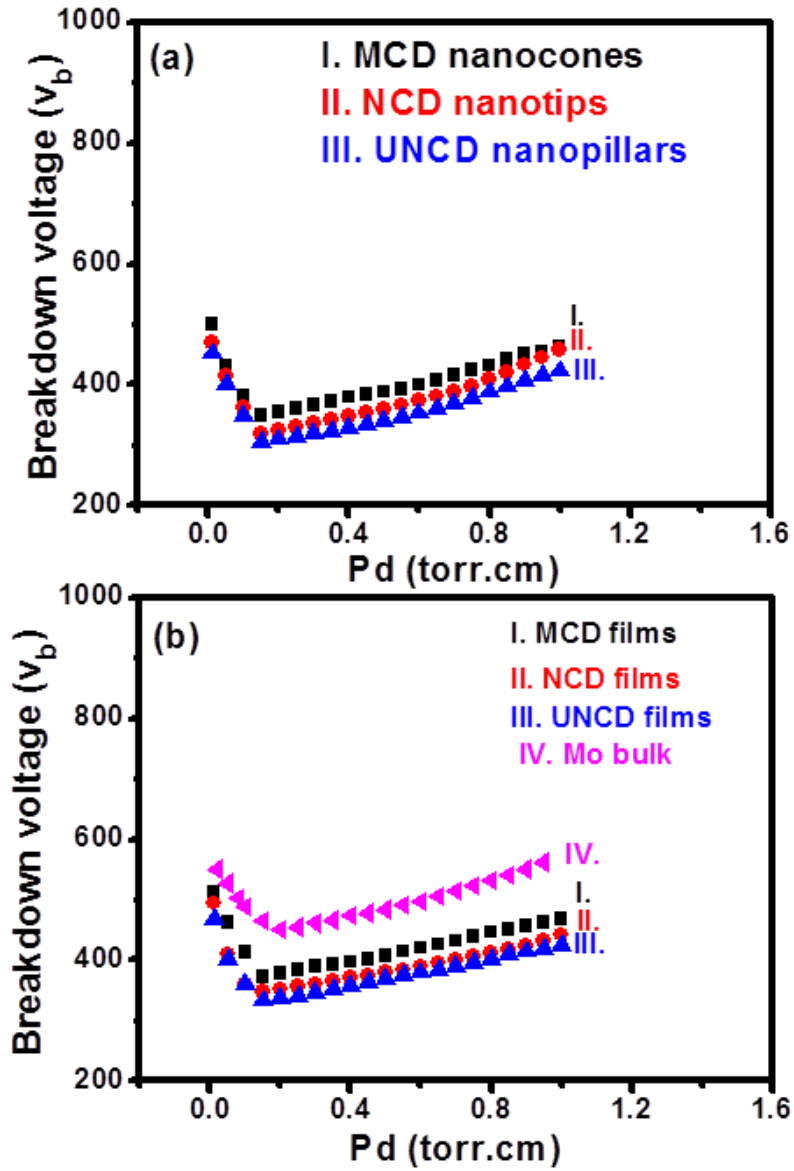 1000
(a)
I. MCD nanocones
II. NCD nanotips
III. UNCD nanopillars
800
600
400
200
I.
II.
III.
0.0 0.4 0.8 1.2 1.6
Breakdown voltage (v_b)
Pd (torr.cm)
1000
(b)
I. MCD films
II. NCD films
III. UNCD films
IV. Mo bulk
800
600
400
200
IV.
I.
II.
III.
0.0 0.4 0.8 1.2 1.6
Breakdown voltage (v_b)
Pd (torr.cm)